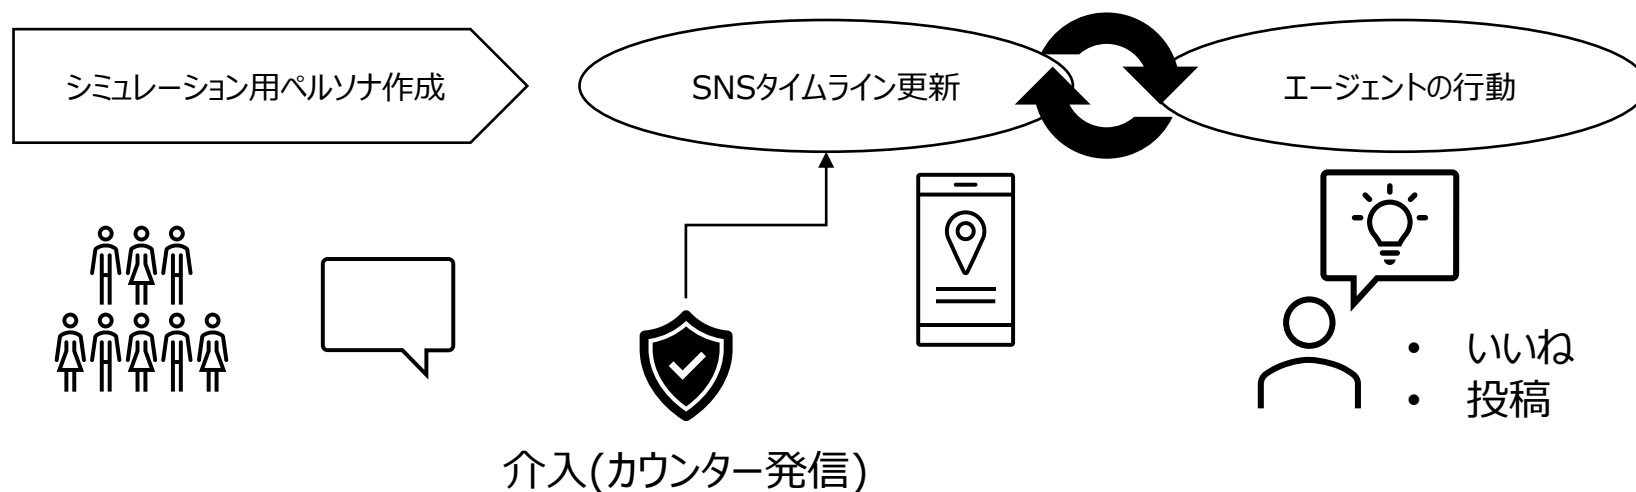 シミュレーション用ペルソナ作成
SNSタイムライン更新
エージェントの行動
• いいね
• 投稿
介入(カウンター発信)